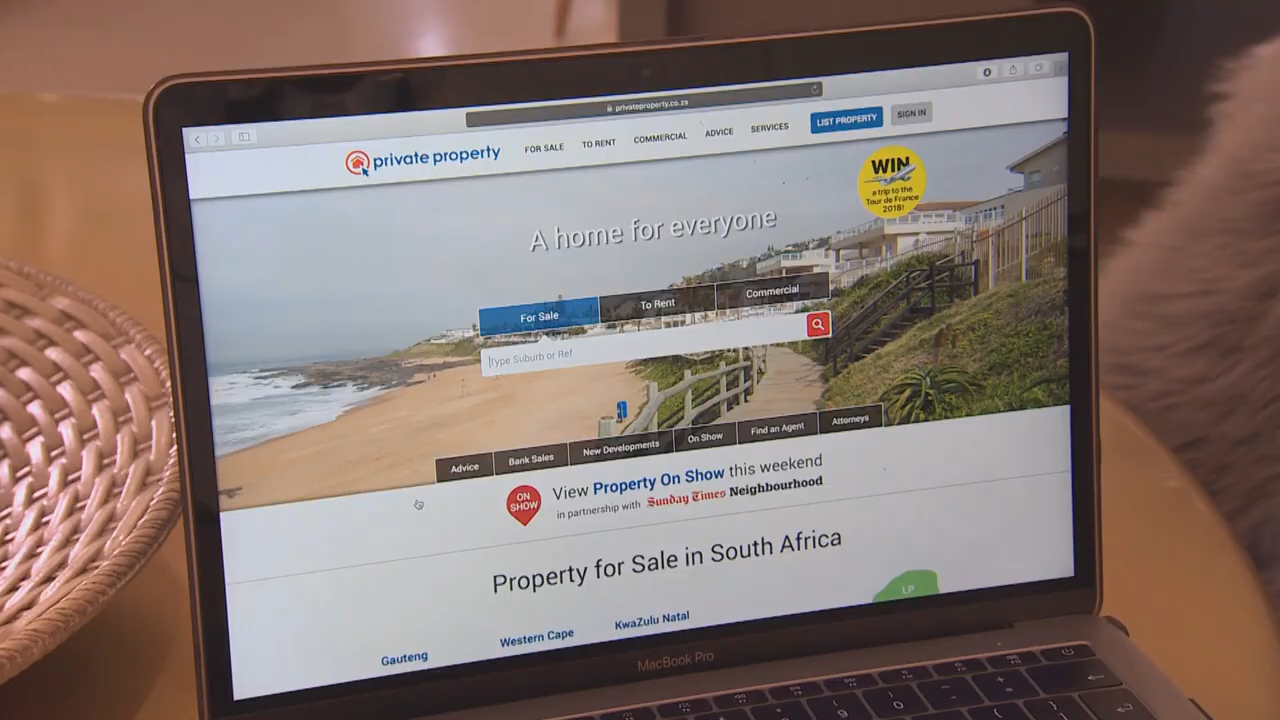 privateproperty.co.za
private property
FOR SALE
TO RENT
COMMERCIAL
ADVICE
SERVICES
LIST PROPERTY
SIGN IN
WIN
a trip to the
Tour de France
2018!
A home for everyone
For Sale
To Rent
Commercial
Type Suburb or Ref
Advice
Bank Sales
New Developments
On Show
Find an Agent
Attorneys
ON
SHOW
View Property On Show this weekend
in partnership with Sunday Times Neighbourhood
Property for Sale in South Africa
LP
Gauteng
Western Cape
KwaZulu Natal
MacBook Pro